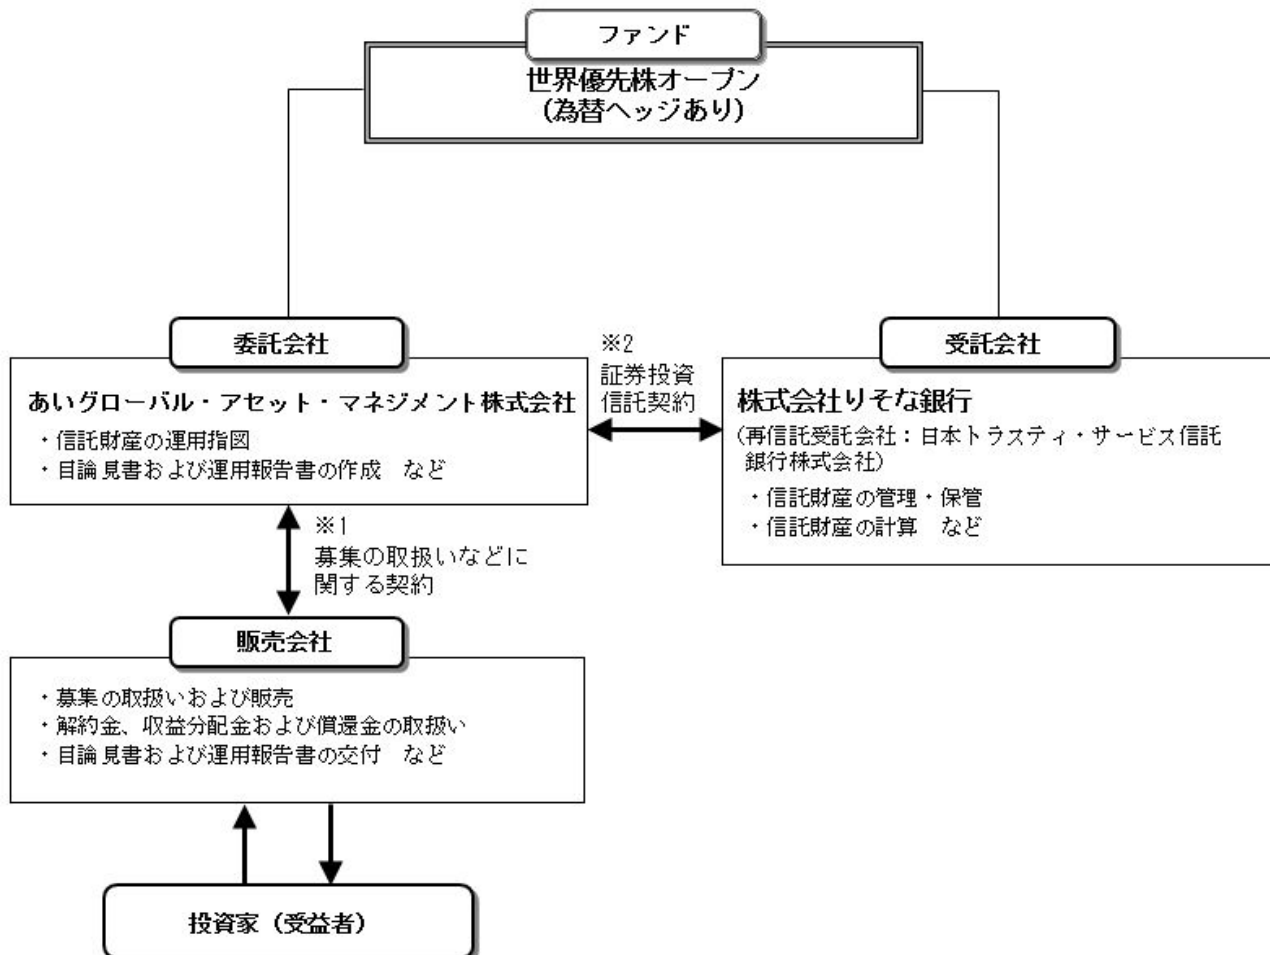 ファンド
世界優先株オープン
(為替ヘッジあり)
委託会社
あいグローバル・アセット・マネジメント株式会社
・信託財産の運用指図
・目論見書および運用報告書の作成　など
※2
証券投資
信託契約
受託会社
株式会社りそな銀行
(再信託受託会社：日本トラスティ・サービス信託
銀行株式会社)
・信託財産の管理・保管
・信託財産の計算　など
※1
募集の取扱いなどに
関する契約
販売会社
・募集の取扱いおよび販売
・解約金、収益分配金および償還金の取扱い
・目論見書および運用報告書の交付　など
投資家（受益者）